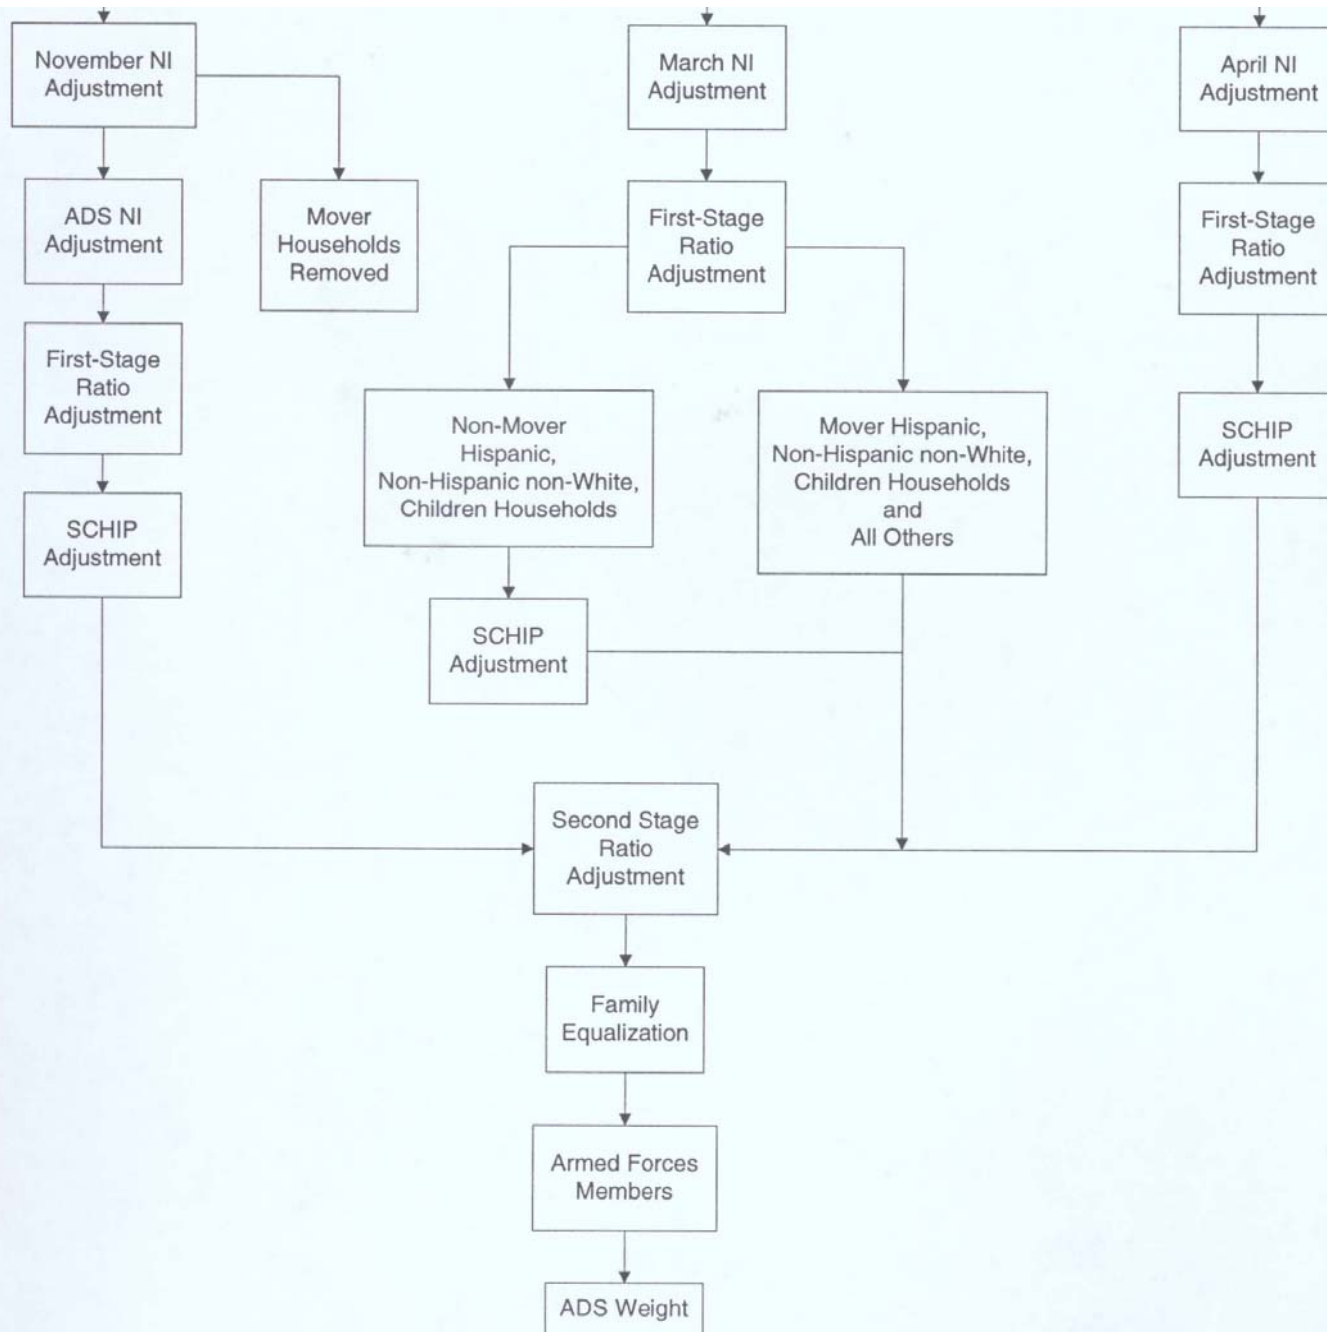 November NI
Adjustment
March NI
Adjustment
April NI
Adjustment
ADS NI
Adjustment
Mover
Households
Removed
First-Stage
Ratio
Adjustment
First-Stage
Ratio
Adjustment
First-Stage
Ratio
Adjustment
Non-Mover
Hispanic,
Non-Hispanic non-White,
Children Households
Mover Hispanic,
Non-Hispanic non-White,
Children Households
and
All Others
SCHIP
Adjustment
SCHIP
Adjustment
SCHIP
Adjustment
Second Stage
Ratio
Adjustment
Family
Equalization
Armed Forces
Members
ADS Weight